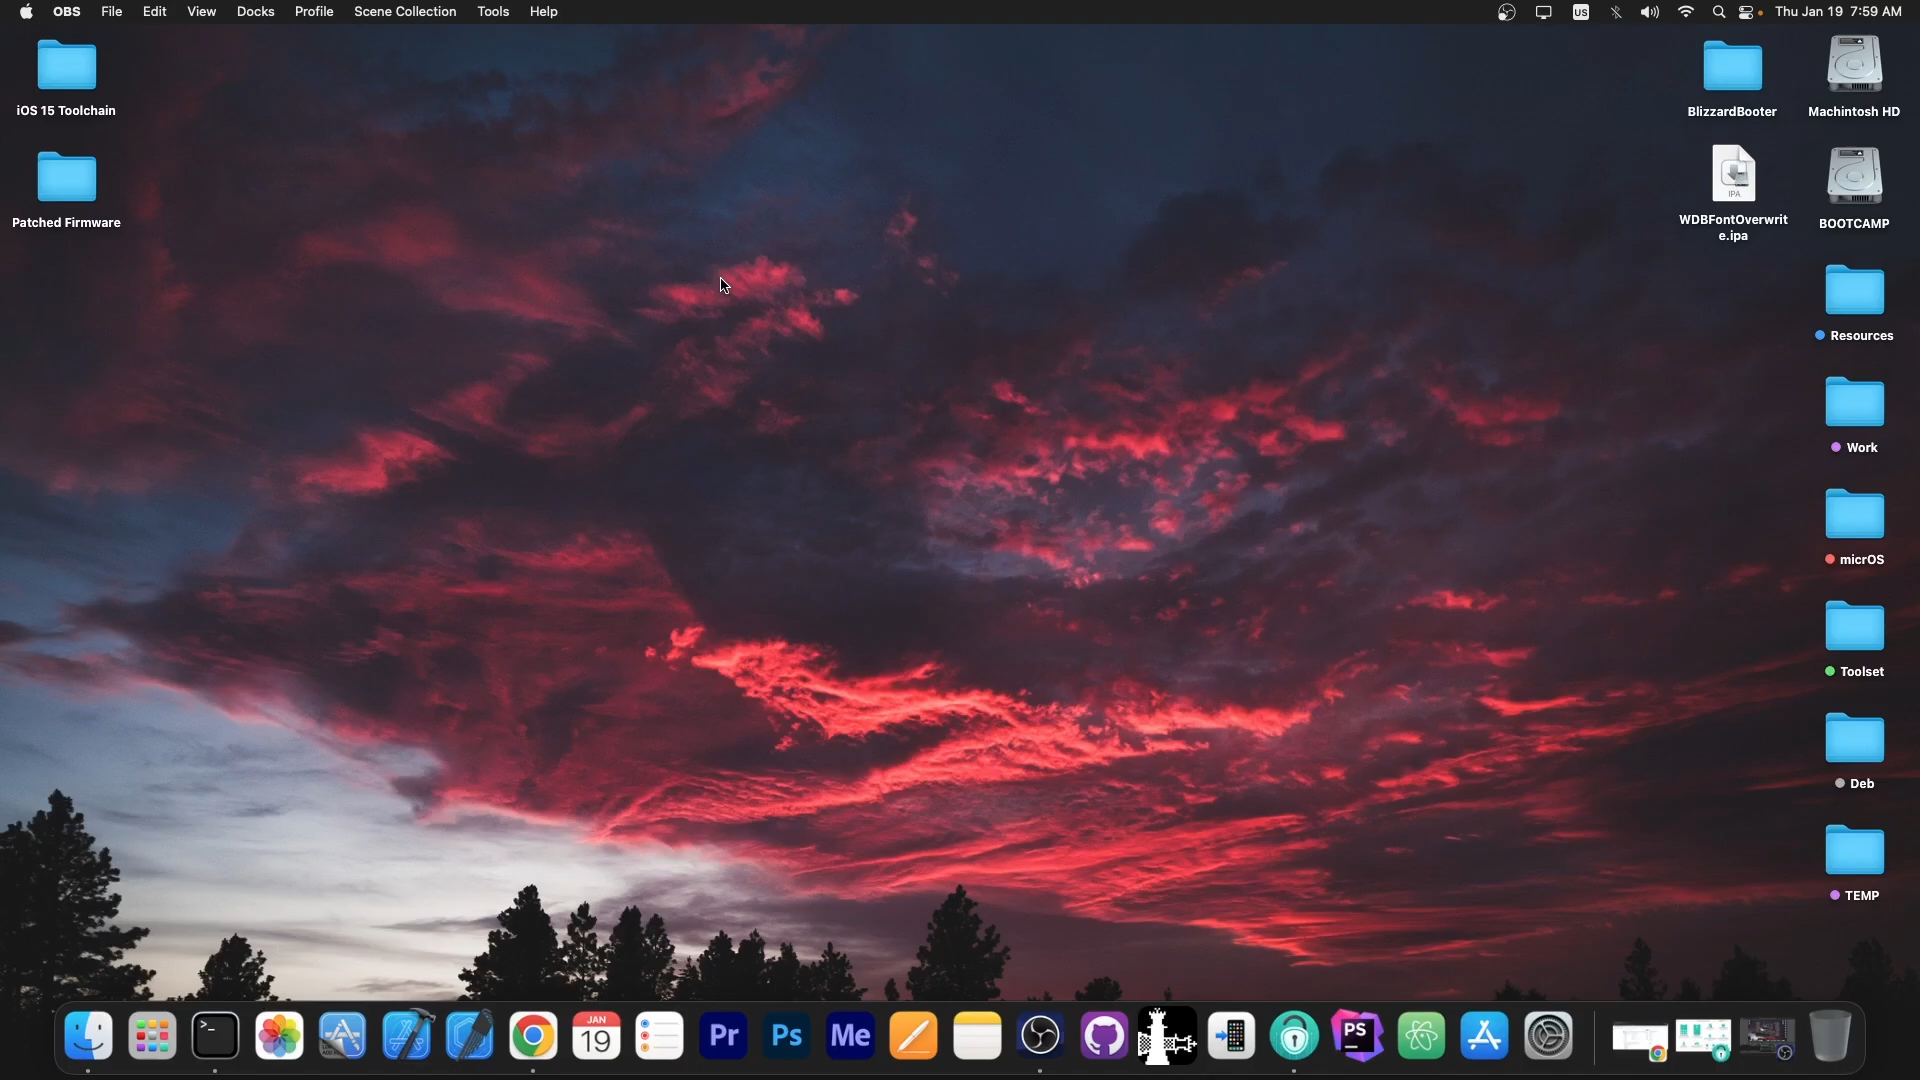 OBS File Edit View Docks Profile Scene Collection Tools Help US Thu Jan 19 7:59 AM
iOS 15 Toolchain
BlizzardBooter
Machintosh HD
Patched Firmware
IPA
WDBFontOverwrit
e.ipa
BOOTCAMP
Resources
Work
micrOS
Toolset
Deb
TEMP
>_
JAN
19
Pr
Ps
Me
PS